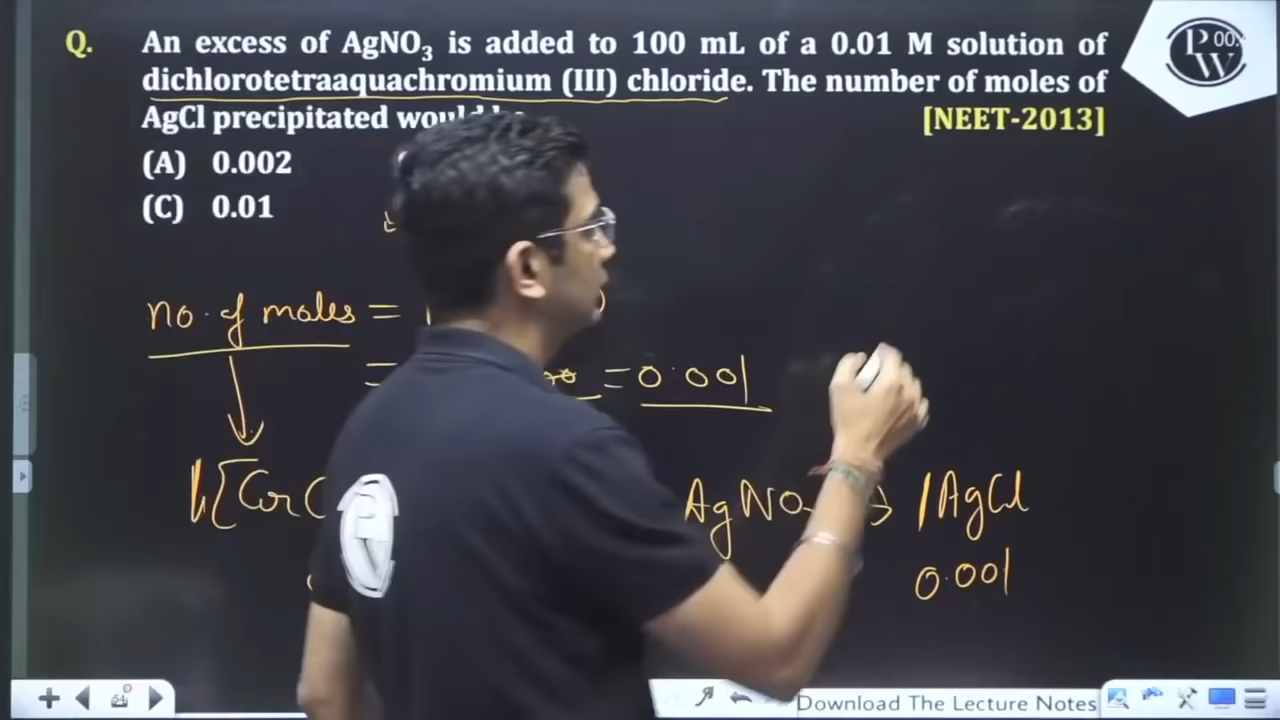 Q. An excess of AgNO₃ is added to 100 mL of a 0.01 M solution of
dichlorotetraaquachromium (III) chloride. The number of moles of
AgCl precipitated would
[NEET-2013]
(A) 0.002
(C) 0.01
no. of moles =
= = 0.001
AgNO → 1AgCl
0.001
P W
Download The Lecture Notes